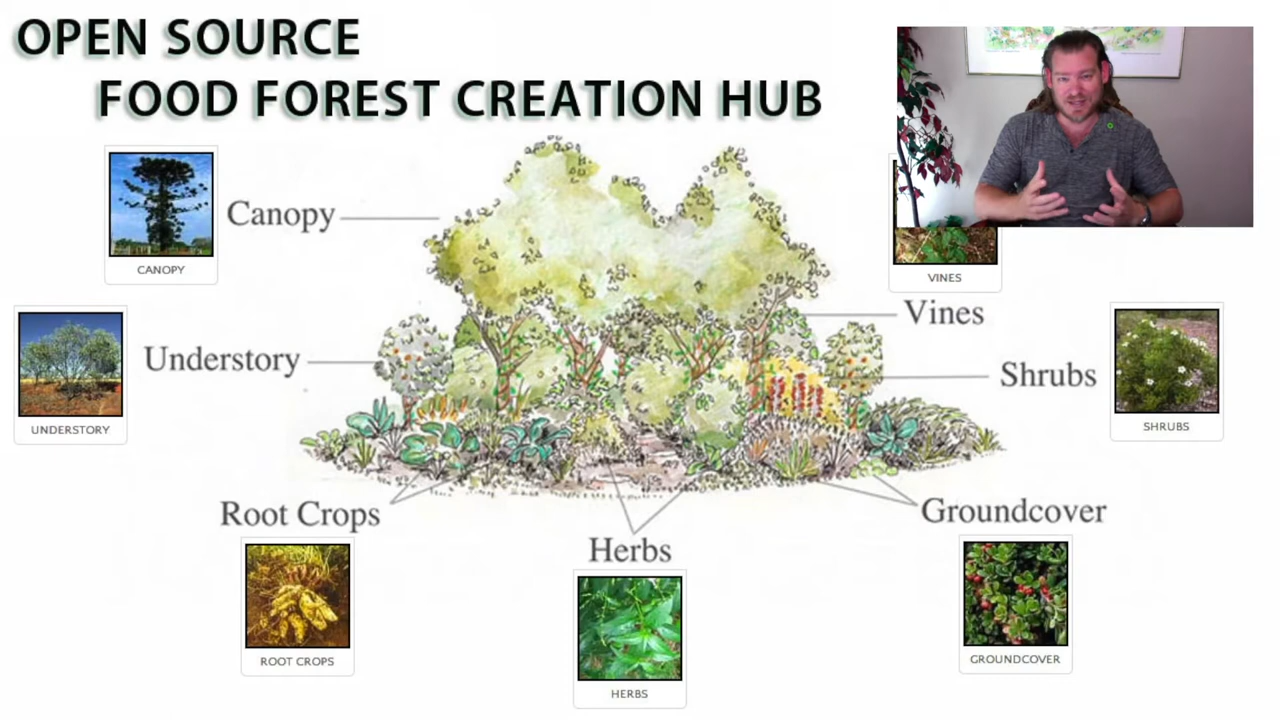 OPEN SOURCE
FOOD FOREST CREATION HUB
Canopy
CANOPY
VINES
Vines
Understory
UNDERSTORY
Shrubs
SHRUBS
Root Crops
ROOT CROPS
Herbs
HERBS
Groundcover
GROUNDCOVER